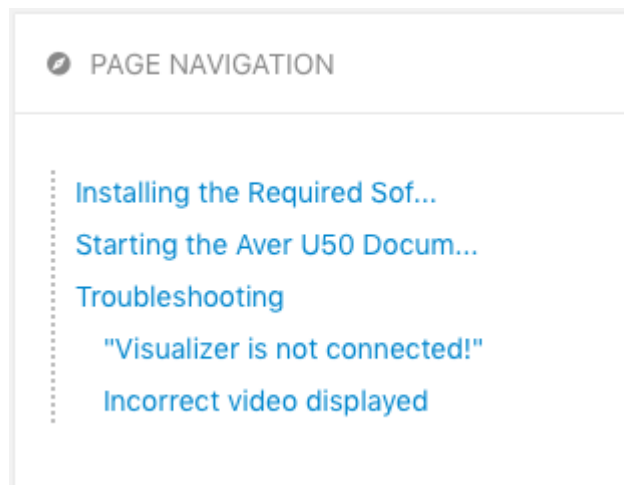 PAGE NAVIGATION
Installing the Required Sof...
Starting the Aver U50 Docum...
Troubleshooting
"Visualizer is not connected!"
Incorrect video displayed